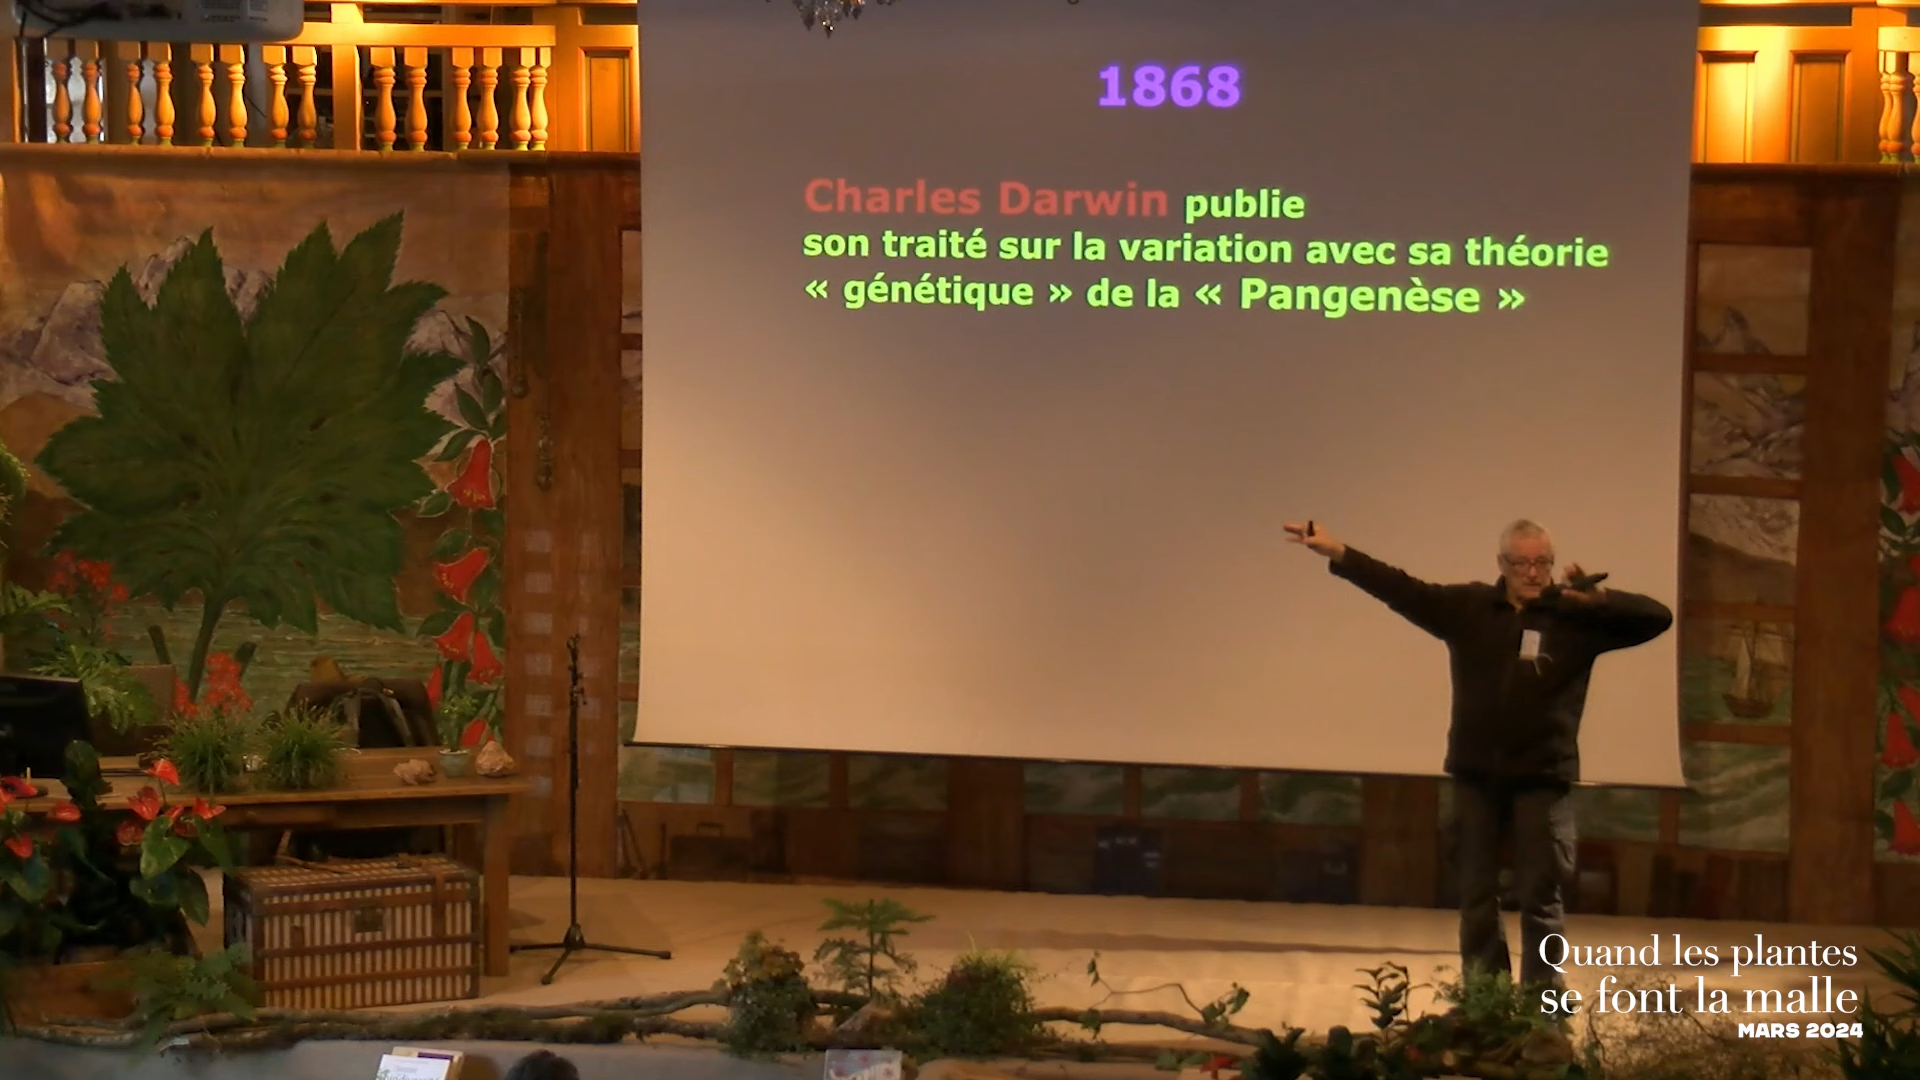 1868
Charles Darwin publie
son traité sur la variation avec sa théorie
« génétique » de la « Pangenèse »
Quand les plantes
se font la malle
MARS 2024